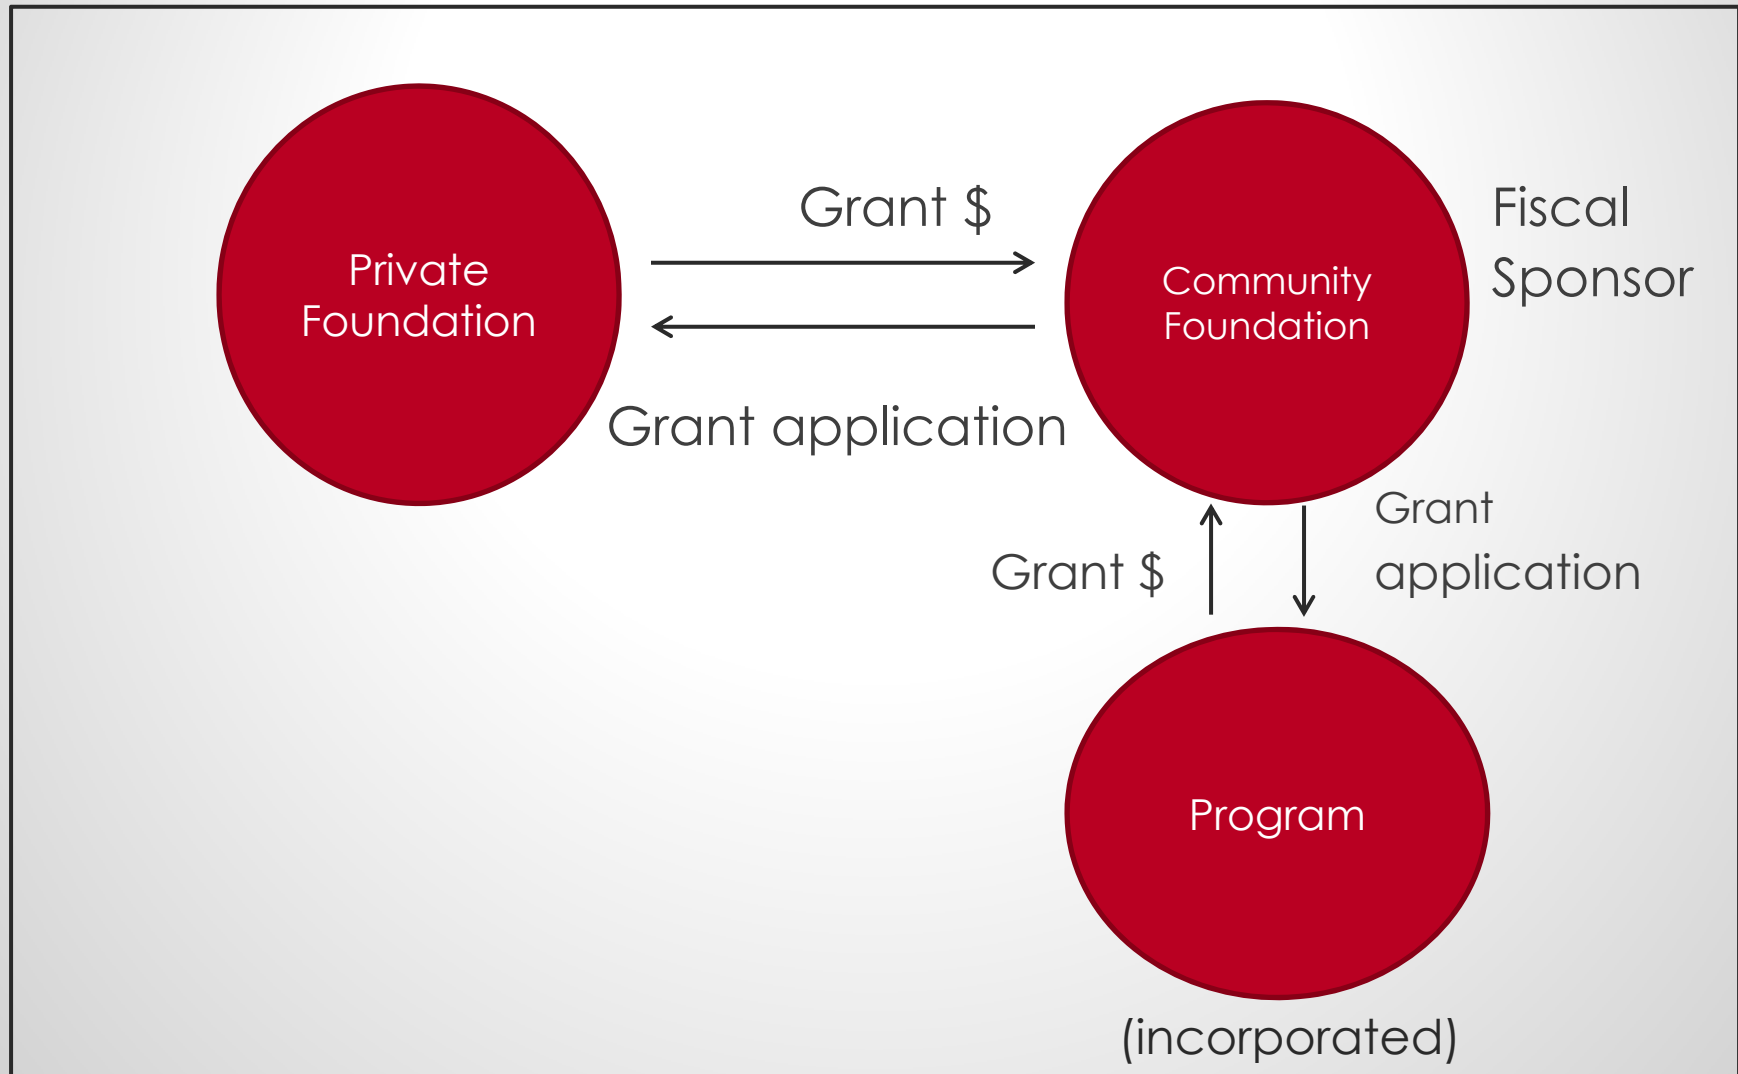 Grant $
Private
Foundation
Community
Foundation
Fiscal
Sponsor
Grant application
Grant $
Grant
application
Program
(incorporated)